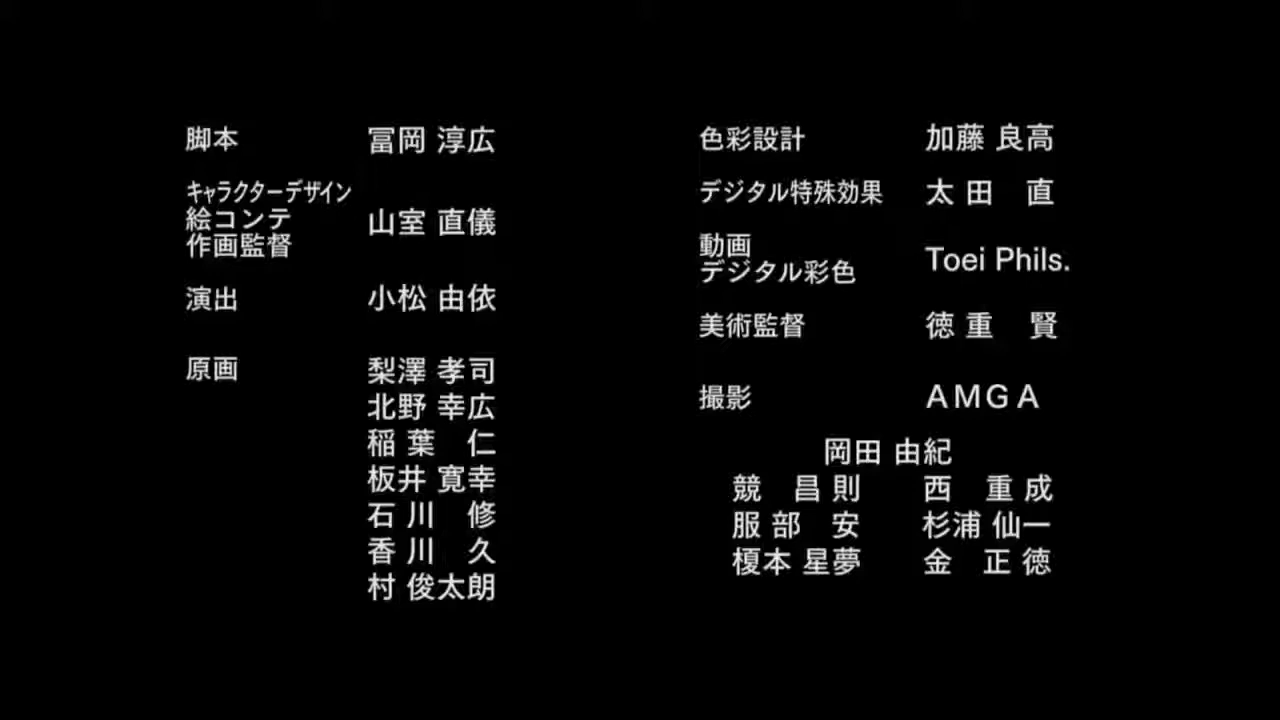 脚本 冨岡 淳広
キャラクターデザイン
絵コンテ
作画監督
山室 直儀
演出 小松 由依
原画 梨澤 孝司
北野 幸広
稲葉 仁
板井 寛幸
石川 修
香川 久
村 俊太朗
色彩設計 加藤 良高
デジタル特殊効果 太田 直
動画
デジタル彩色
Toei Phils.
美術監督 徳重 賢
撮影 AMGA
岡田 由紀
競 昌則 西 重成
服部 安 杉浦 仙一
榎本 星夢 金 正徳